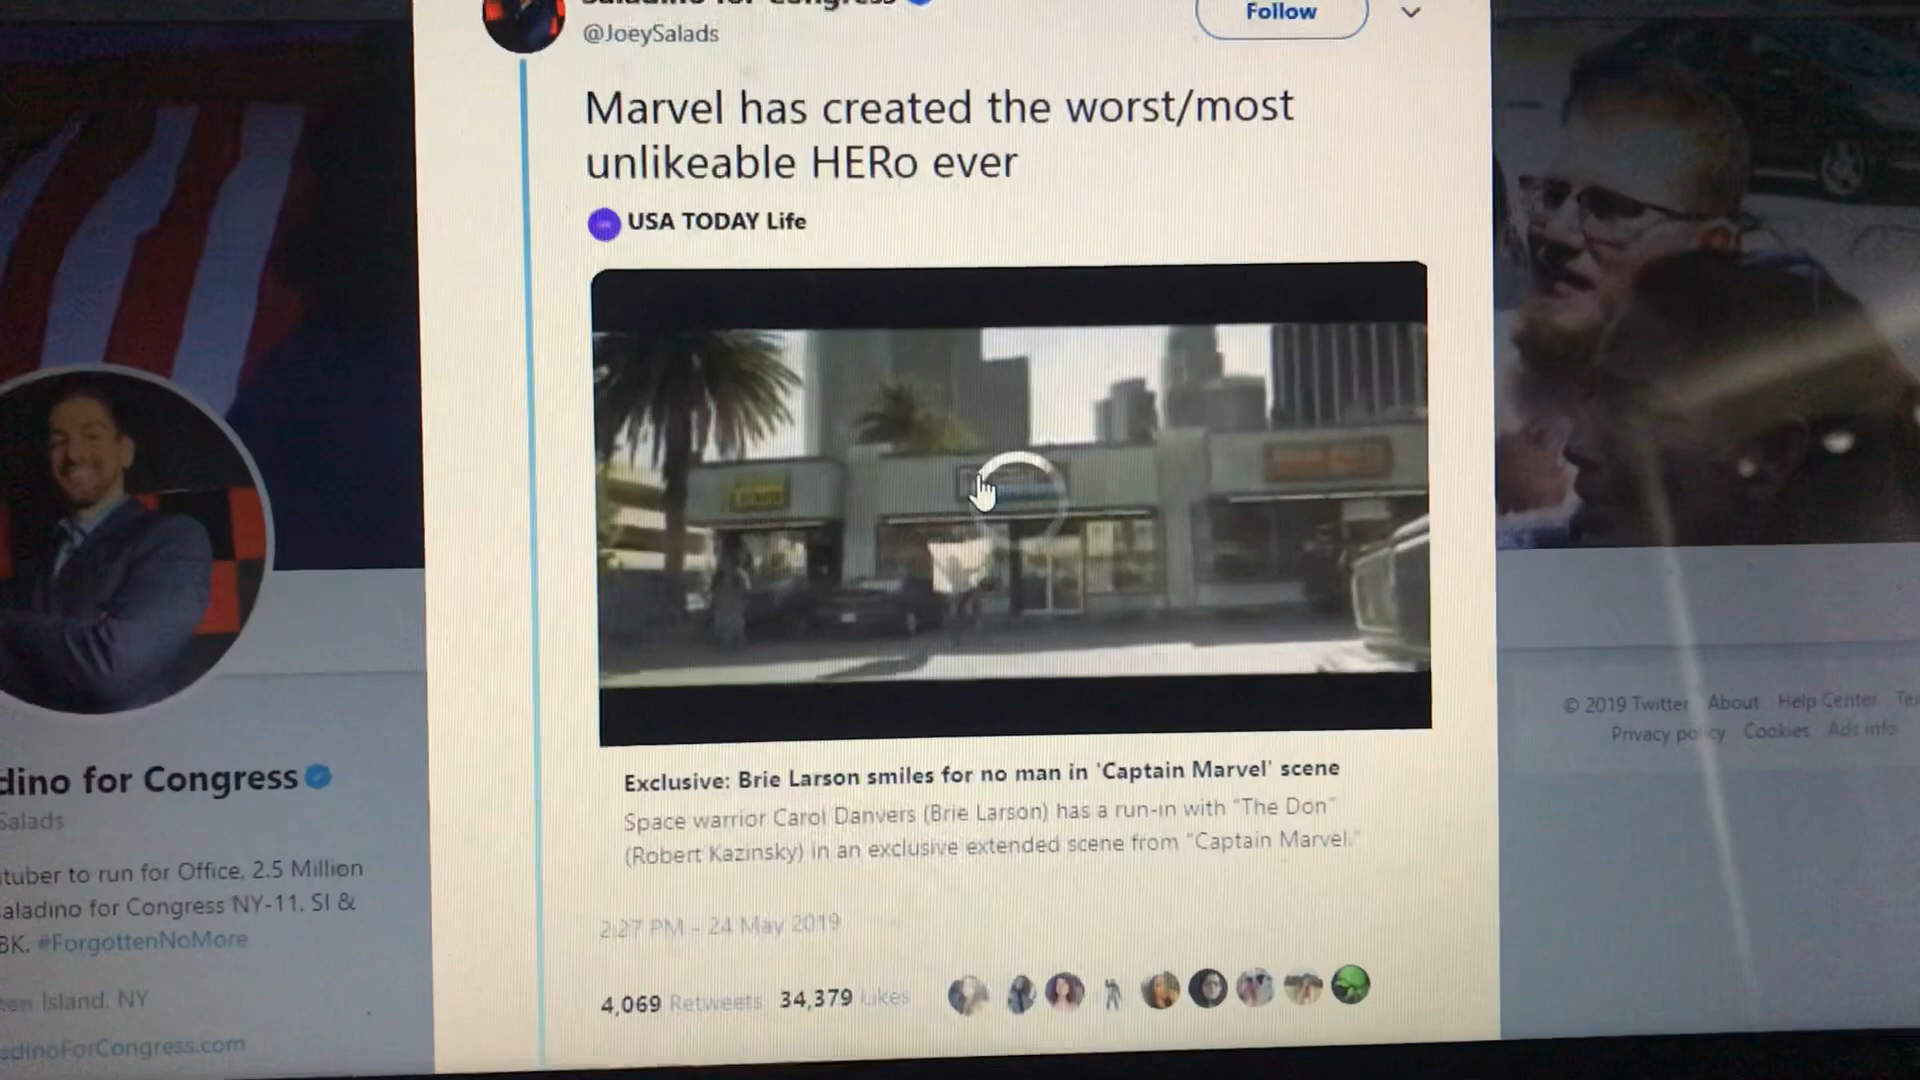 Follow
@JoeySalads
Marvel has created the worst/most
unlikeable HERo ever
USA TODAY Life
Exclusive: Brie Larson smiles for no man in 'Captain Marvel' scene
Space warrior Carol Danvers (Brie Larson) has a run-in with "The Don"
(Robert Kazinsky) in an exclusive extended scene from "Captain Marvel."
2:27 PM - 24 May 2019
4,069 Retweets 34,379 Likes
dino for Congress
Salads
tuber to run for Office, 2.5 Million
aladino for Congress NY-11. SI &
BK. #ForgottenNoMore
ten Island, NY
adinoForCongress.com
© 2019 Twitter About Help Center
Privacy policy Cookies Ads info